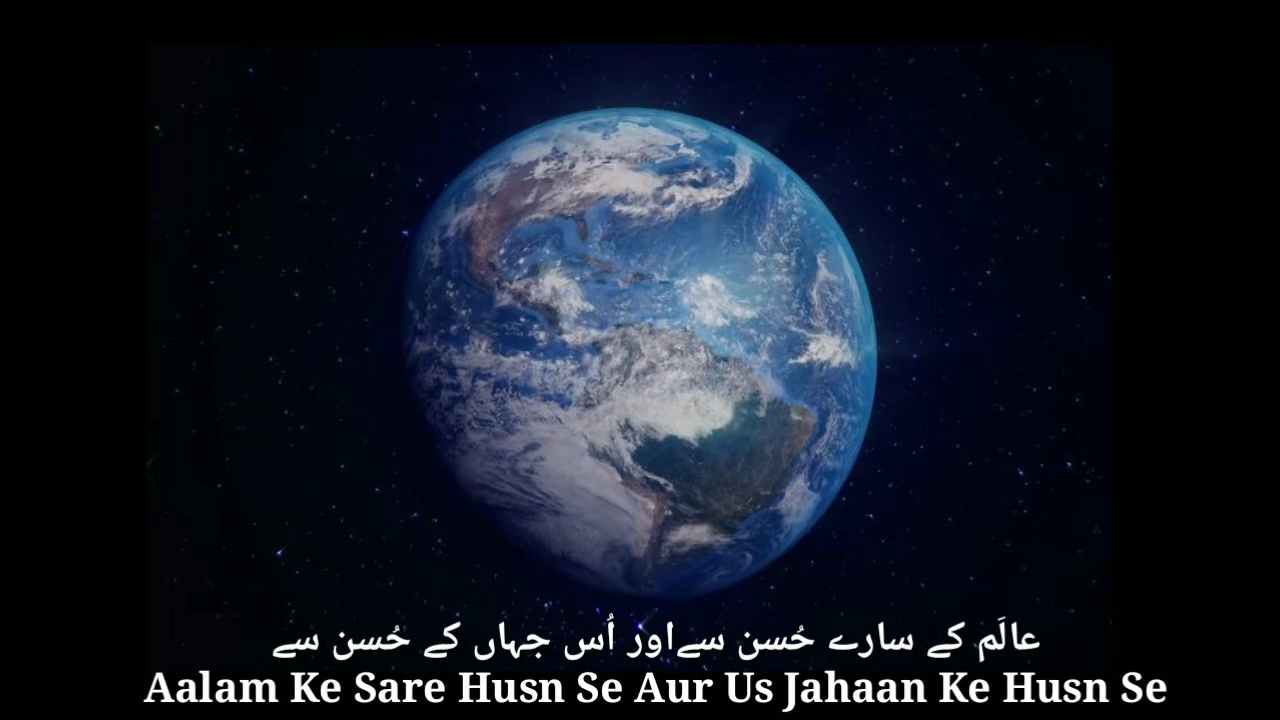 عالَم کے سارے حُسن سےاور اُس جہاں کے حُسن سے
Aalam Ke Sare Husn Se Aur Us Jahaan Ke Husn Se